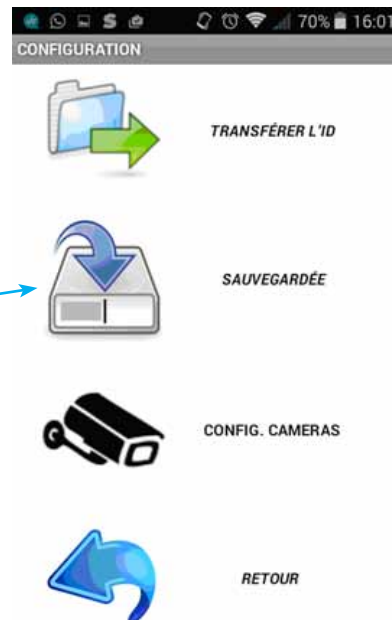 70% 16:01
CONFIGURATION
TRANSFÉRER L'ID
SAUVEGARDÉE
CONFIG. CAMERAS
RETOUR